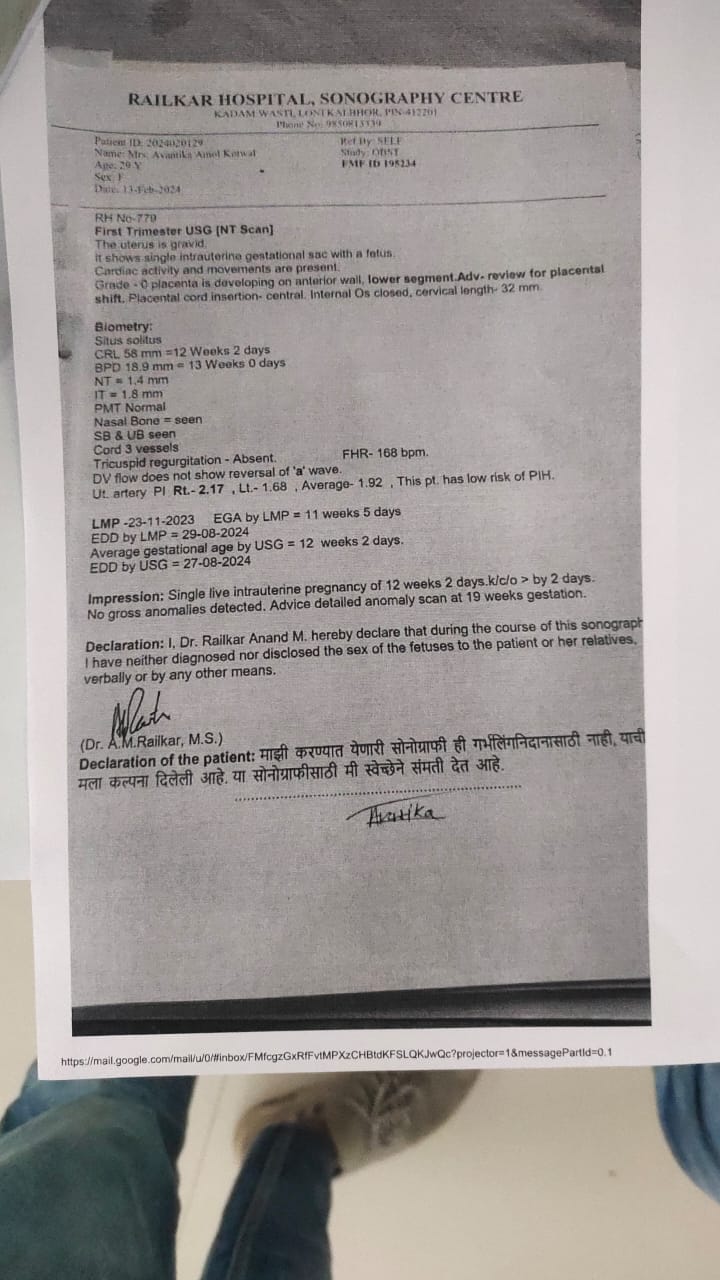 RAILKAR HOSPITAL, SONOGRAPHY CENTRE
KADAM WASTI, LONI KALBHOR, PIN-412201
Phone No: 9850813339
Patient ID: 2024020129
Ref By: SELF
Name: Mrs. Avantika Amol Kotwal
Study: OBST
Age: 29 Y
FMF ID 195234
Sex: F
Date: 13-Feb-2024
RH No-779
First Trimester USG [NT Scan]
The uterus is gravid.
It shows single intrauterine gestational sac with a fetus.
Cardiac activity and movements are present.
Grade - 0 placenta is developing on anterior wall, lower segment.Adv- review for placental
shift. Placental cord insertion- central. Internal Os closed, cervical length- 32 mm.
Biometry:
Situs solitus
CRL 58 mm =12 Weeks 2 days
BPD 18.9 mm = 13 Weeks 0 days
NT = 1.4 mm
IT = 1.8 mm
PMT Normal
Nasal Bone = seen
SB & UB seen
Cord 3 vessels
Tricuspid regurgitation - Absent. FHR- 168 bpm.
DV flow does not show reversal of 'a' wave.
Ut. artery PI Rt.- 2.17 , Lt.- 1.68 , Average- 1.92 , This pt. has low risk of PIH.
LMP -23-11-2023 EGA by LMP = 11 weeks 5 days
EDD by LMP = 29-08-2024
Average gestational age by USG = 12 weeks 2 days.
EDD by USG = 27-08-2024
Impression: Single live intrauterine pregnancy of 12 weeks 2 days.k/c/o > by 2 days.
No gross anomalies detected. Advice detailed anomaly scan at 19 weeks gestation.
Declaration: I, Dr. Railkar Anand M. hereby declare that during the course of this sonograph
I have neither diagnosed nor disclosed the sex of the fetuses to the patient or her relatives,
verbally or by any other means.
(Dr. A.M.Railkar, M.S.)
Declaration of the patient: माझी करण्यात येणारी सोनोग्राफी ही गर्भलिंगनिदानासाठी नाही, याची
मला कल्पना दिलेली आहे. या सोनोग्राफीसाठी मी स्वेच्छेने संमती देत आहे.
Avantika
https://mail.google.com/mail/u/0/#inbox/FMfcgzGxRfFvtMPXzCHBtdKFSLQKJwQc?projector=1&messagePartId=0.1